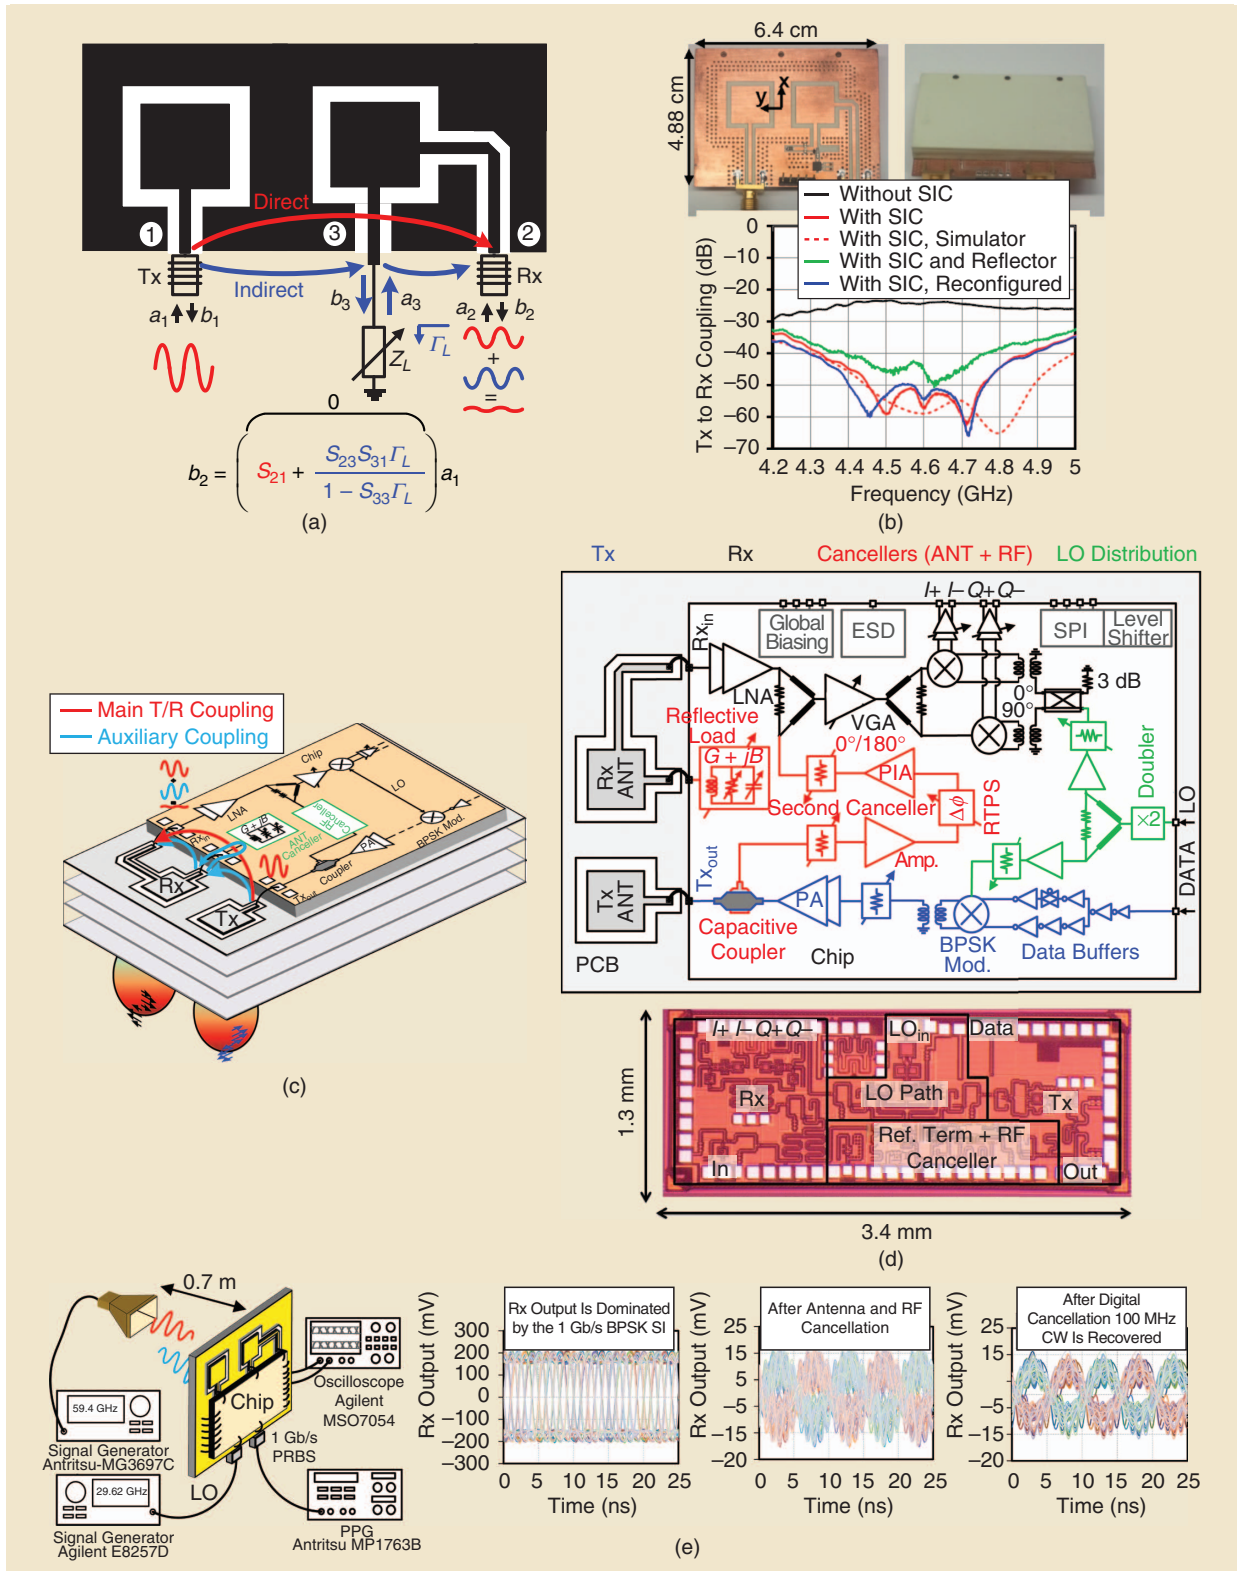 Direct
1
3
2
Tx
Rx
Indirect
a1
b1
b3
a3
a2
b2
ZL
ΓL
+
=
0
b2 = ( S21 + S23S31ΓL / 1 − S33ΓL ) a1
(a)
6.4 cm
4.88 cm
x
y
Without SIC
With SIC
With SIC, Simulator
With SIC and Reflector
With SIC, Reconfigured
Tx to Rx Coupling (dB)
0
−10
−20
−30
−40
−50
−60
−70
4.2 4.3 4.4 4.5 4.6 4.7 4.8 4.9 5
Frequency (GHz)
(b)
Main T/R Coupling
Auxiliary Coupling
Chip
LO
LNA
RF Canceller
G + jB
ANT Canceller
PA
BPSK Mod.
Coupler
Rxin
Txout
Rx
Tx
(c)
Tx
Rx
Cancellers (ANT + RF)
LO Distribution
I+ I− Q+ Q−
Global Biasing
ESD
SPI
Level Shifter
Rxin
LNA
VGA
0°
90°
3 dB
Reflective Load
G + jB
0°/180°
PIA
Second Canceller
Δϕ
RTPS
Doubler
×2
LO
DATA
Rx ANT
Amp.
Txout
Tx ANT
PA
Capacitive Coupler
Chip
PCB
BPSK Mod.
Data Buffers
I+ I− Q+ Q−
LOin
Data
Rx
LO Path
Tx
Ref. Term + RF Canceller
In
Out
1.3 mm
3.4 mm
(d)
0.7 m
Chip
59.4 GHz
Signal Generator
Antritsu-MG3697C
29.62 GHz
Signal Generator
Agilent E8257D
LO
1 Gb/s
PRBS
Oscilloscope
Agilent
MSO7054
PPG
Antritsu MP1763B
Rx Output Is Dominated
by the 1 Gb/s BPSK SI
Rx Output (mV)
300
200
100
0
−100
−200
−300
0 5 10 15 20 25
Time (ns)
After Antenna and RF
Cancellation
Rx Output (mV)
25
15
5
−5
−10
−20
0 5 10 15 20 25
Time (ns)
After Digital
Cancellation 100 MHz
CW Is Recovered
Rx Output (mV)
25
15
5
−5
−10
−20
0 5 10 15 20 25
Time (ns)
(e)